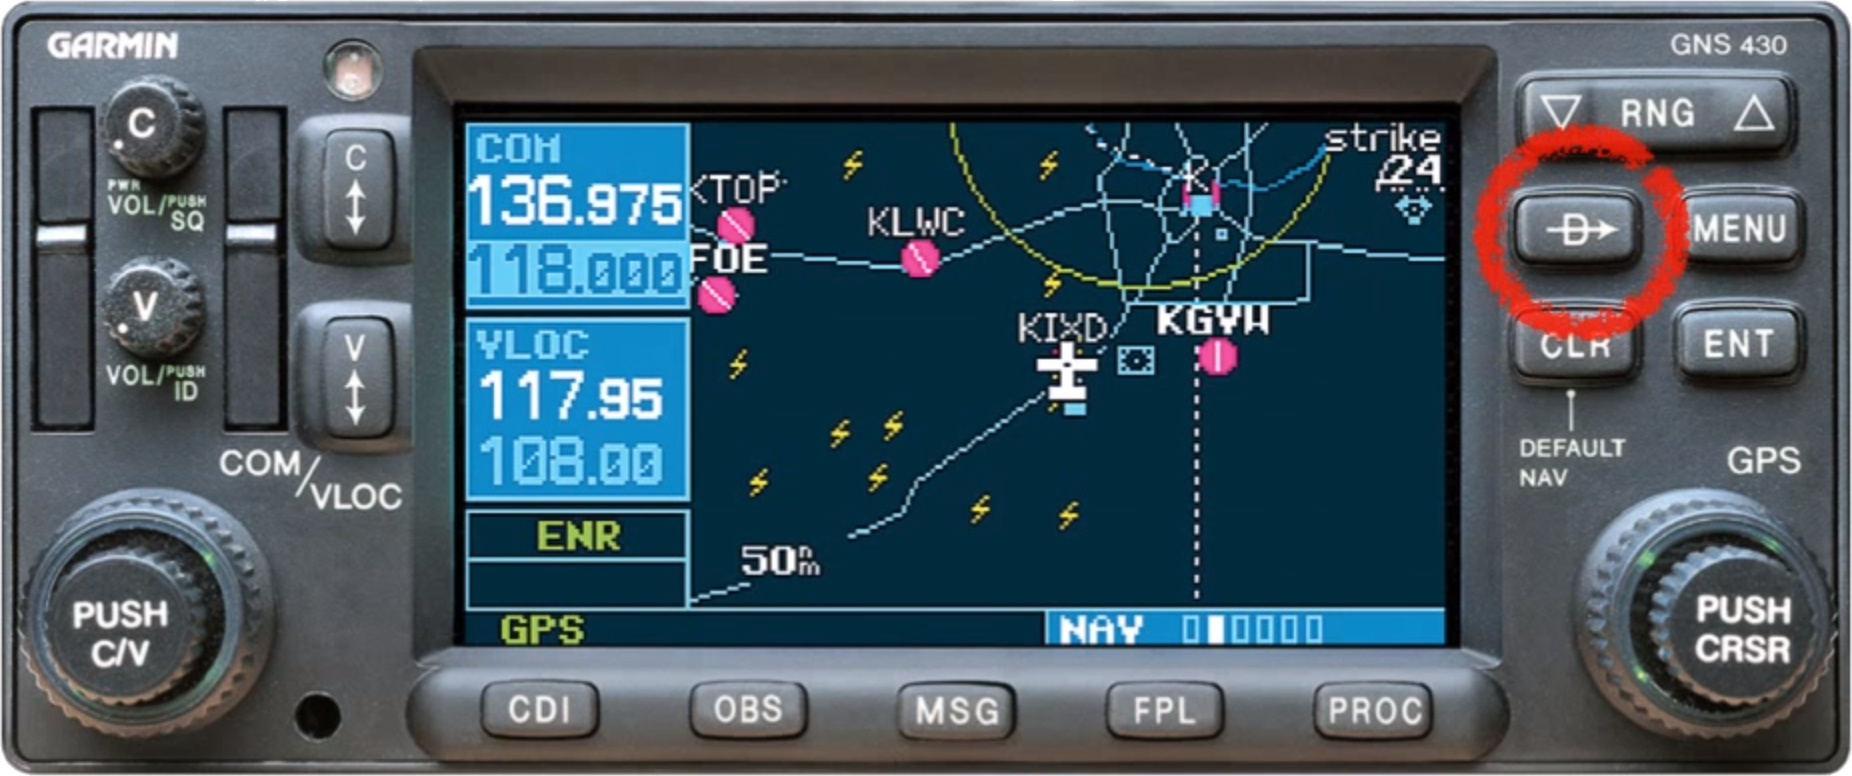 GARMIN
GNS 430
C
PWR
VOL/PUSH SQ
V
VOL/PUSH ID
C
V
COM/VLOC
PUSH
C/V
COM
136.975
118.000
VLOC
117.95
108.00
ENR
GPS
KTOP
FOE
KLWC
strike
124
K
KIXD
KGVW
50nm
NAV
RNG
D
MENU
CLR
ENT
DEFAULT
NAV
GPS
PUSH
CRSR
CDI
OBS
MSG
FPL
PROC